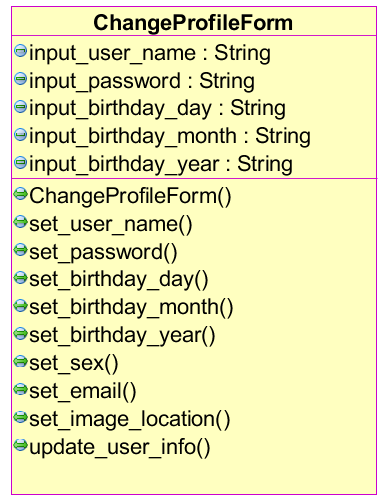 ChangeProfileForm
input_user_name : String
input_password : String
input_birthday_day : String
input_birthday_month : String
input_birthday_year : String
ChangeProfileForm()
set_user_name()
set_password()
set_birthday_day()
set_birthday_month()
set_birthday_year()
set_sex()
set_email()
set_image_location()
update_user_info()